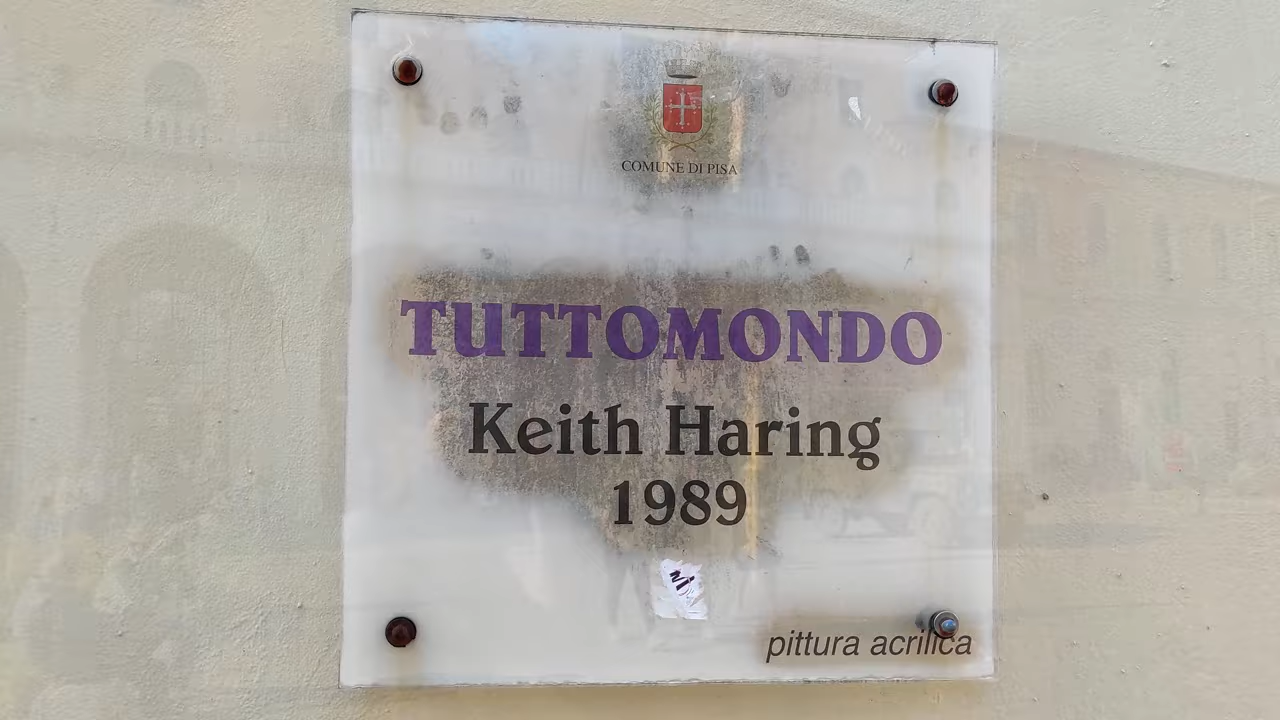 COMUNE DI PISA
TUTTOMONDO
Keith Haring
1989
pittura acrilica